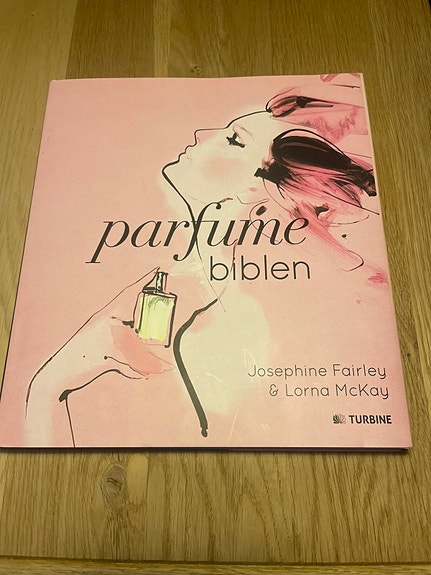 parfume
biblen
Josephine Fairley
& Lorna McKay
TURBINE